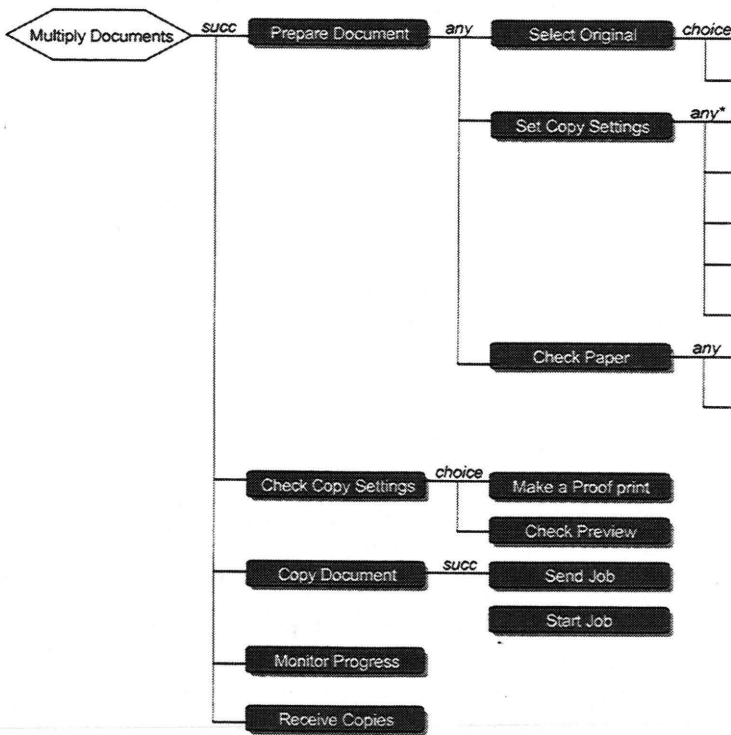 Multiply Documents succ Prepare Document any Select Original choice
Set Copy Settings any*
Check Paper any
Check Copy Settings choice Make a Proof print
Check Preview
Copy Document succ Send Job
Start Job
Monitor Progress
Receive Copies